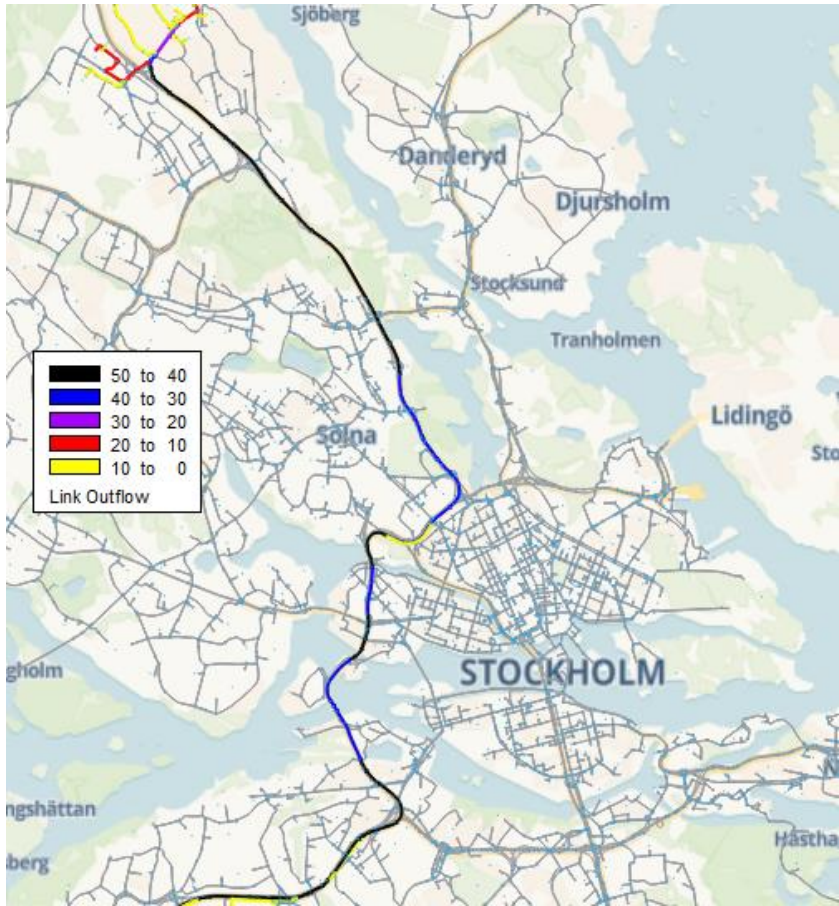 Sjöberg
Danderyd
Djursholm
Stocksund
Tranholmen
50 to 40
40 to 30
30 to 20
20 to 10
10 to 0
Link Outflow
Solna
Lidingö
Sto
STOCKHOLM
gholm
ngshättan
Hästha
sberg